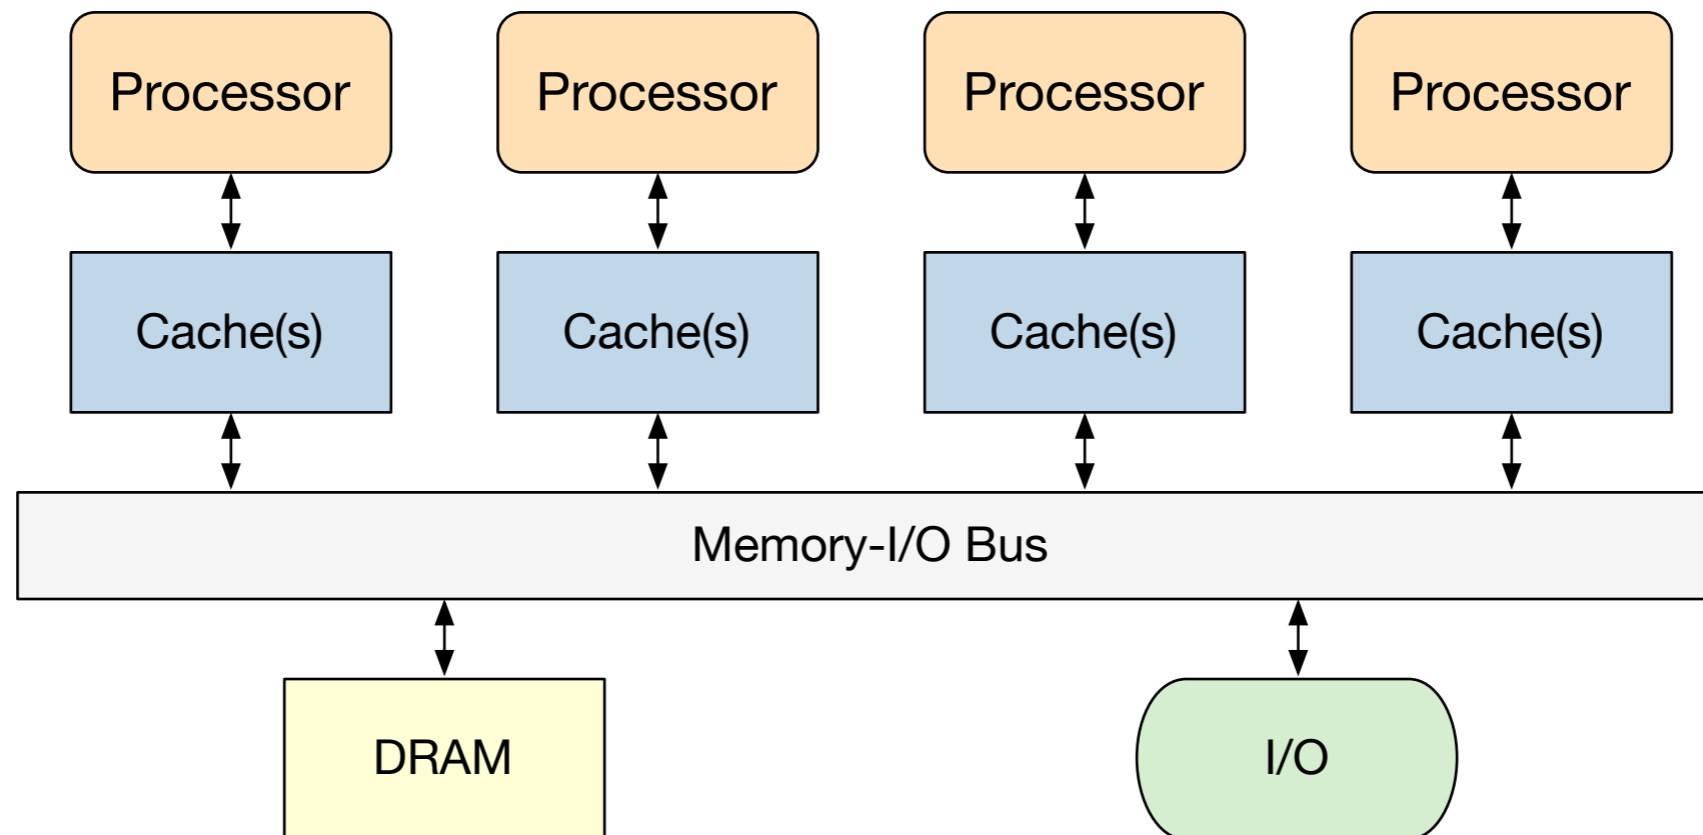 Processor
Processor
Processor
Processor
Cache(s)
Cache(s)
Cache(s)
Cache(s)
Memory-I/O Bus
DRAM
I/O